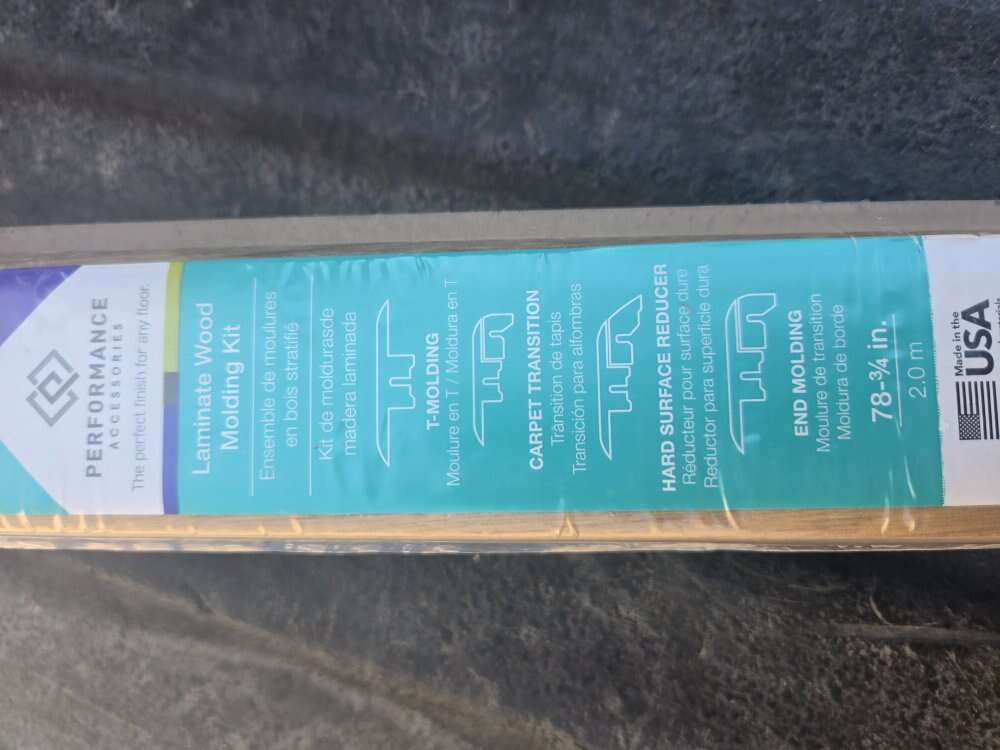 PERFORMANCE
ACCESSORIES
The perfect finish for any floor.
Laminate Wood
Molding Kit
Ensemble de moulures
en bois stratifié
Kit de moldurasde
madera laminada
T-MOLDING
Moulure en T / Moldura en T
CARPET TRANSITION
Transition de tapis
Transición para alfombras
HARD SURFACE REDUCER
Réducteur pour surface dure
Reductor para superficie dura
END MOLDING
Moulure de transition
Moldura de borde
78-¾ in.
2.0 m
Made in the
USA